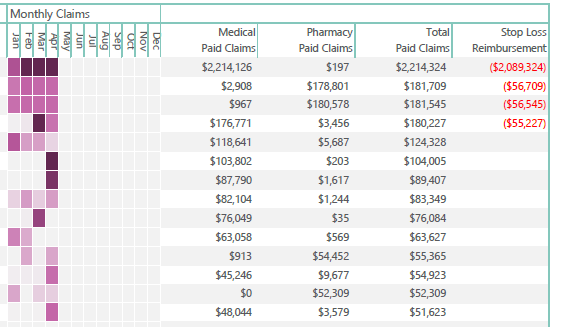 Monthly Claims
Jan Feb Mar Apr May Jun Jul Aug Sep Oct Nov Dec
Medical Pharmacy Total Stop Loss
Paid Claims Paid Claims Paid Claims Reimbursement
$2,214,126 $197 $2,214,324 ($2,089,324)
$2,908 $178,801 $181,709 ($56,709)
$967 $180,578 $181,545 ($56,545)
$176,771 $3,456 $180,227 ($55,227)
$118,641 $5,687 $124,328
$103,802 $203 $104,005
$87,790 $1,617 $89,407
$82,104 $1,244 $83,349
$76,049 $35 $76,084
$63,058 $569 $63,627
$913 $54,452 $55,365
$45,246 $9,677 $54,923
$0 $52,309 $52,309
$48,044 $3,579 $51,623